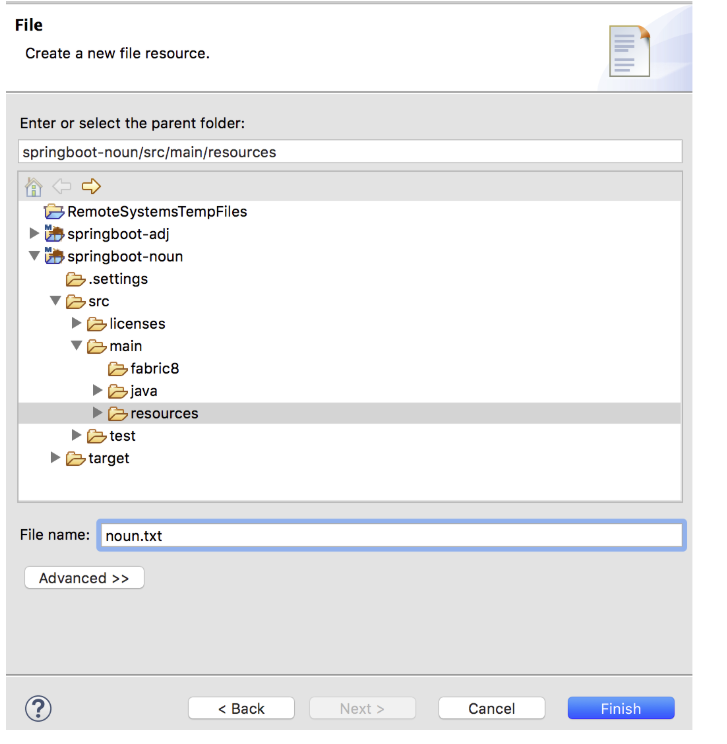 File
Create a new file resource.
Enter or select the parent folder:
springboot-noun/src/main/resources
RemoteSystemsTempFiles
springboot-adj
springboot-noun
.settings
src
licenses
main
fabric8
java
resources
test
target
File name: noun.txt
Advanced >>
? < Back Next > Cancel Finish